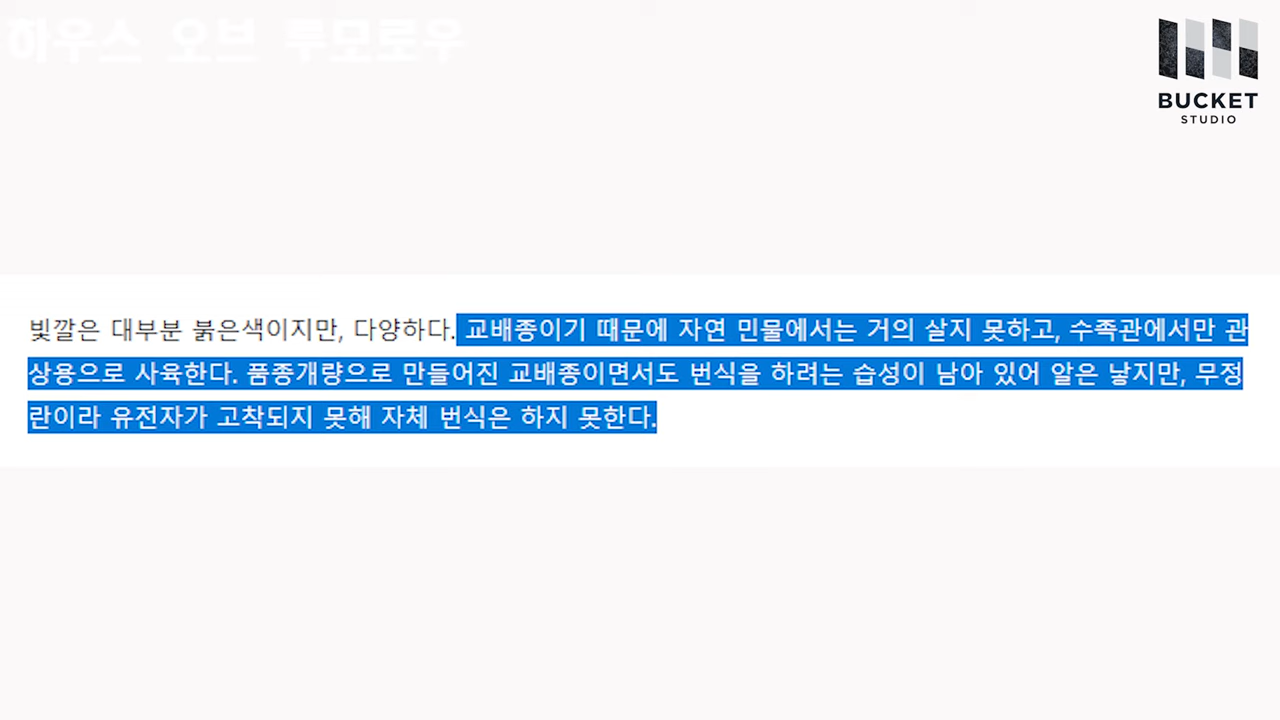 하우스 오브 투모로우
BUCKET
STUDIO
빛깔은 대부분 붉은색이지만, 다양하다. 교배종이기 때문에 자연 민물에서는 거의 살지 못하고, 수족관에서만 관
상용으로 사육한다. 품종개량으로 만들어진 교배종이면서도 번식을 하려는 습성이 남아 있어 알은 낳지만, 무정
란이라 유전자가 고착되지 못해 자체 번식은 하지 못한다.